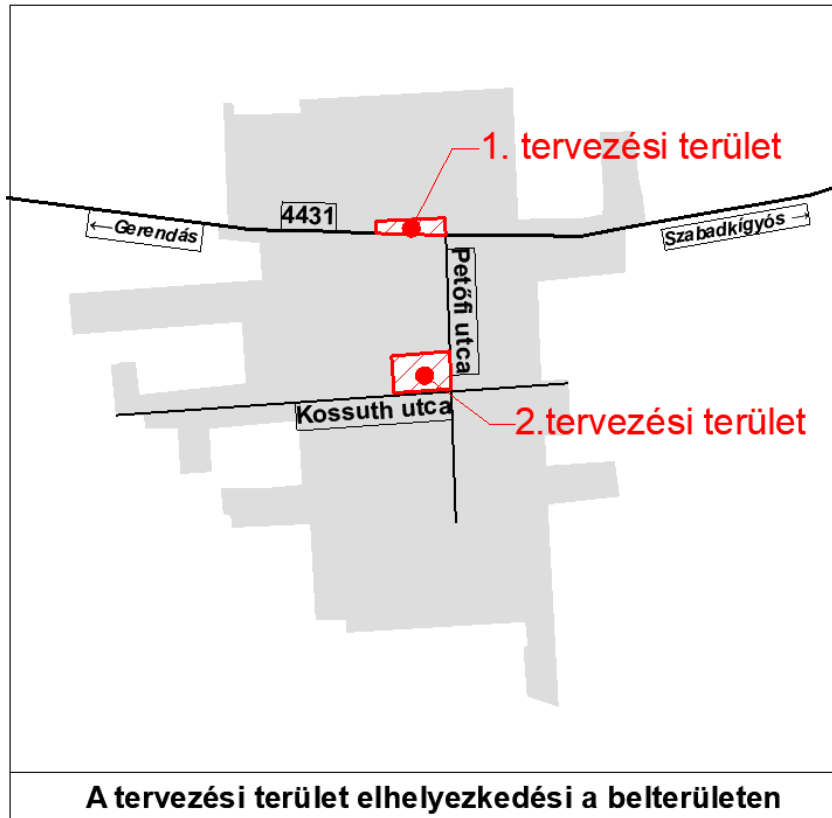 1. tervezési terület
4431
←Gerendás
Szabadkígyós→
Petőfi utca
Kossuth utca
2.tervezési terület
A tervezési terület elhelyezkedési a belterületen